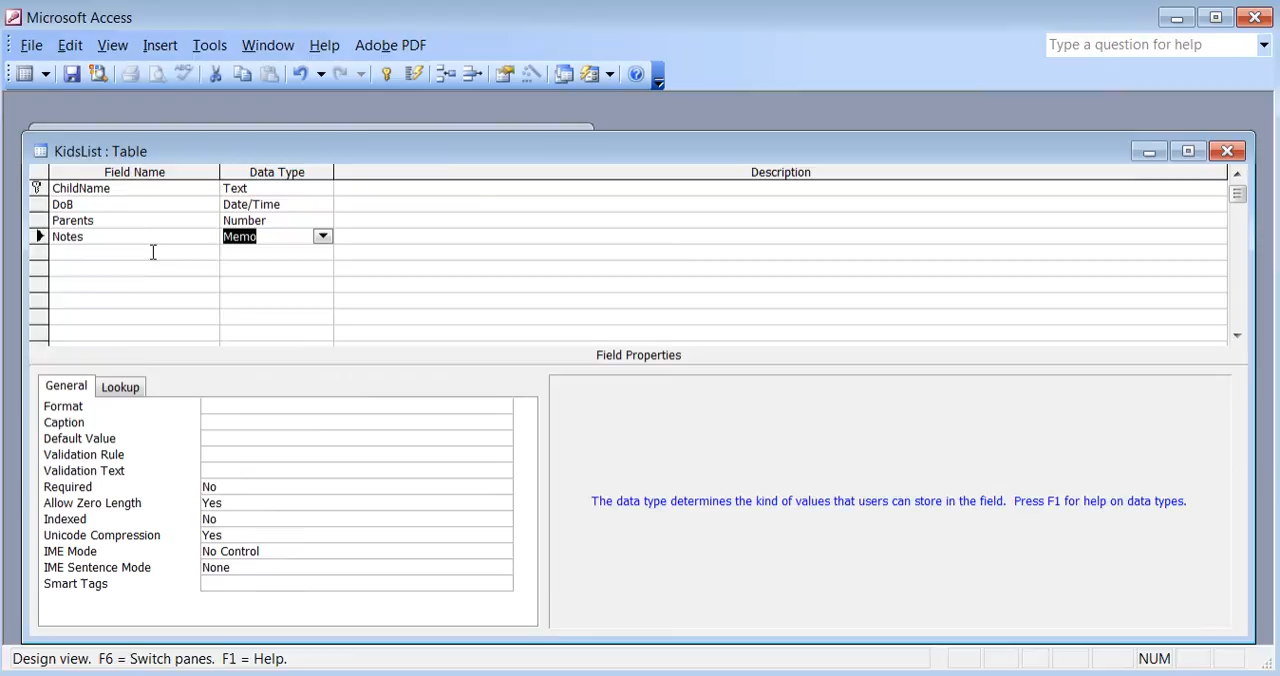 Microsoft Access
File Edit View Insert Tools Window Help Adobe PDF
Type a question for help
KidsList : Table
Field Name Data Type Description
ChildName Text
DoB Date/Time
Parents Number
Notes Memo
Field Properties
General Lookup
Format
Caption
Default Value
Validation Rule
Validation Text
Required No
Allow Zero Length Yes
Indexed No
Unicode Compression Yes
IME Mode No Control
IME Sentence Mode None
Smart Tags
The data type determines the kind of values that users can store in the field. Press F1 for help on data types.
Design view. F6 = Switch panes. F1 = Help.
NUM